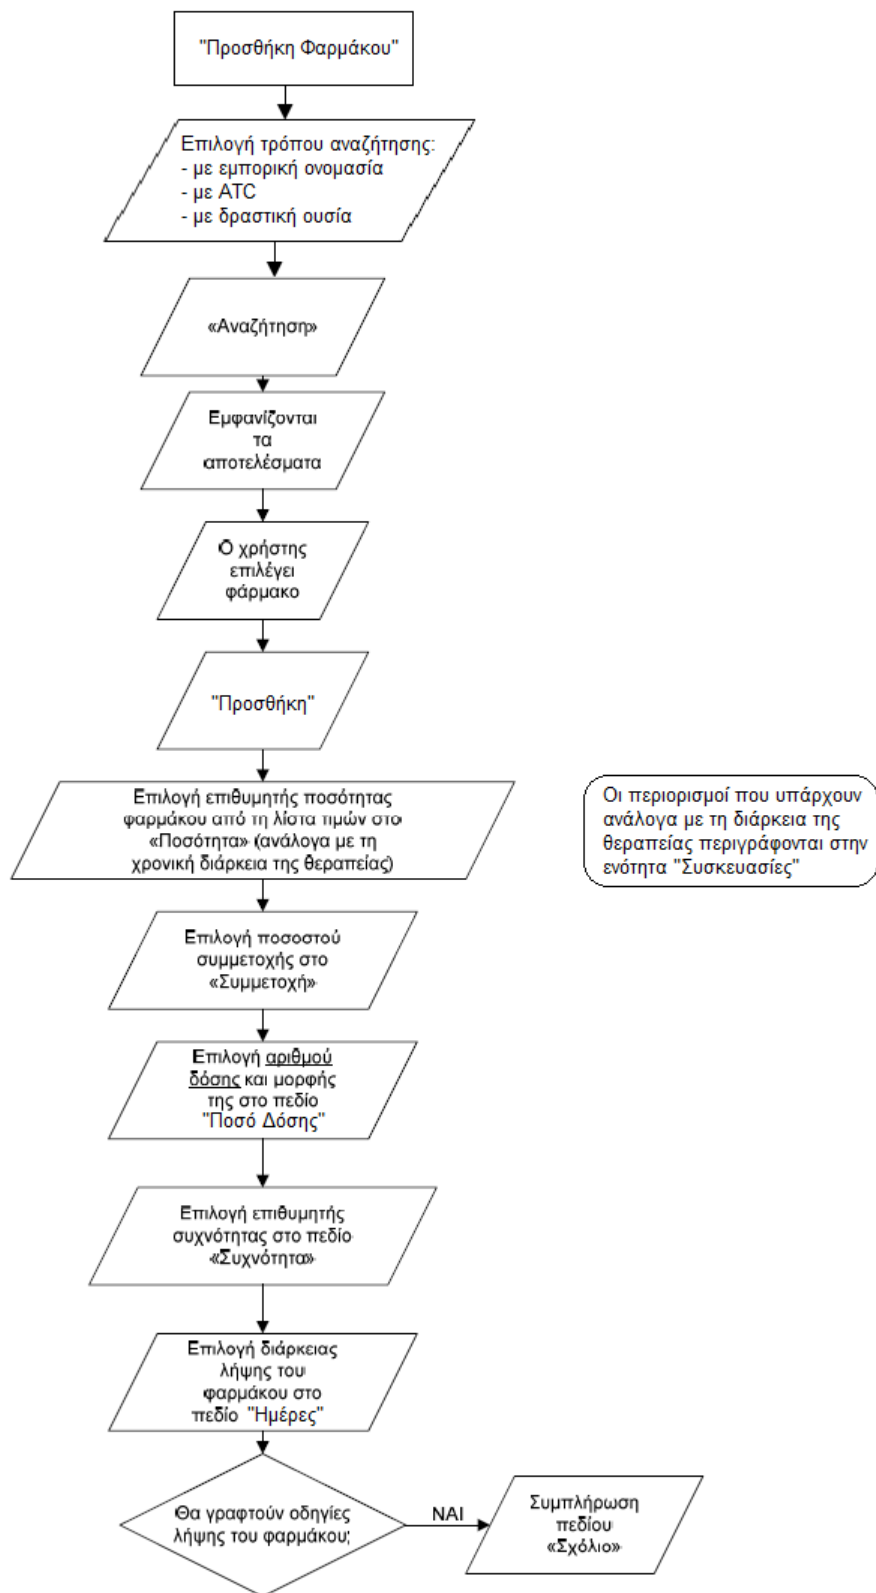 "Προσθήκη Φαρμάκου"
Επιλογή τρόπου αναζήτησης:
- με εμπορική ονομασία
- με ATC
- με δραστική ουσία
«Αναζήτηση»
Εμφανίζονται
τα
αποτελέσματα
Ο χρήστης
επιλέγει
φάρμακο
"Προσθήκη"
Επιλογή επιθυμητής ποσότητας
φαρμάκου από τη λίστα τιμών στο
«Ποσότητα» (ανάλογα με τη
χρονική διάρκεια της θεραπείας)
Οι περιορισμοί που υπάρχουν
ανάλογα με τη διάρκεια της
θεραπείας περιγράφονται στην
ενότητα "Συσκευασίες"
Επιλογή ποσοστού
συμμετοχής στο
«Συμμετοχή»
Επιλογή αριθμού
δόσης και μορφής
της στο πεδίο
"Ποσό Δόσης"
Επιλογή επιθυμητής
συχνότητας στο πεδίο
«Συχνότητα»
Επιλογή διάρκειας
λήψης του
φαρμάκου στο
πεδίο "Ημέρες"
Θα γραφτούν οδηγίες
λήψης του φαρμάκου;
ΝΑΙ
Συμπλήρωση
πεδίου
«Σχόλιο»